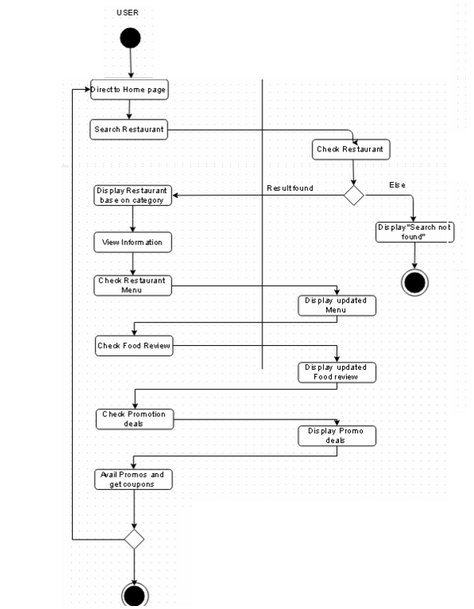 USER
Direct to Home page
Search Restaurant
Check Restaurant
Result found
Else
Display Restaurant
base on category
Display "Search not
found"
View Information
Check Restaurant
Menu
Display updated
Menu
Check Food Review
Display updated
Food review
Check Promotion
deals
Display Promo
deals
Avail Promos and
get coupons